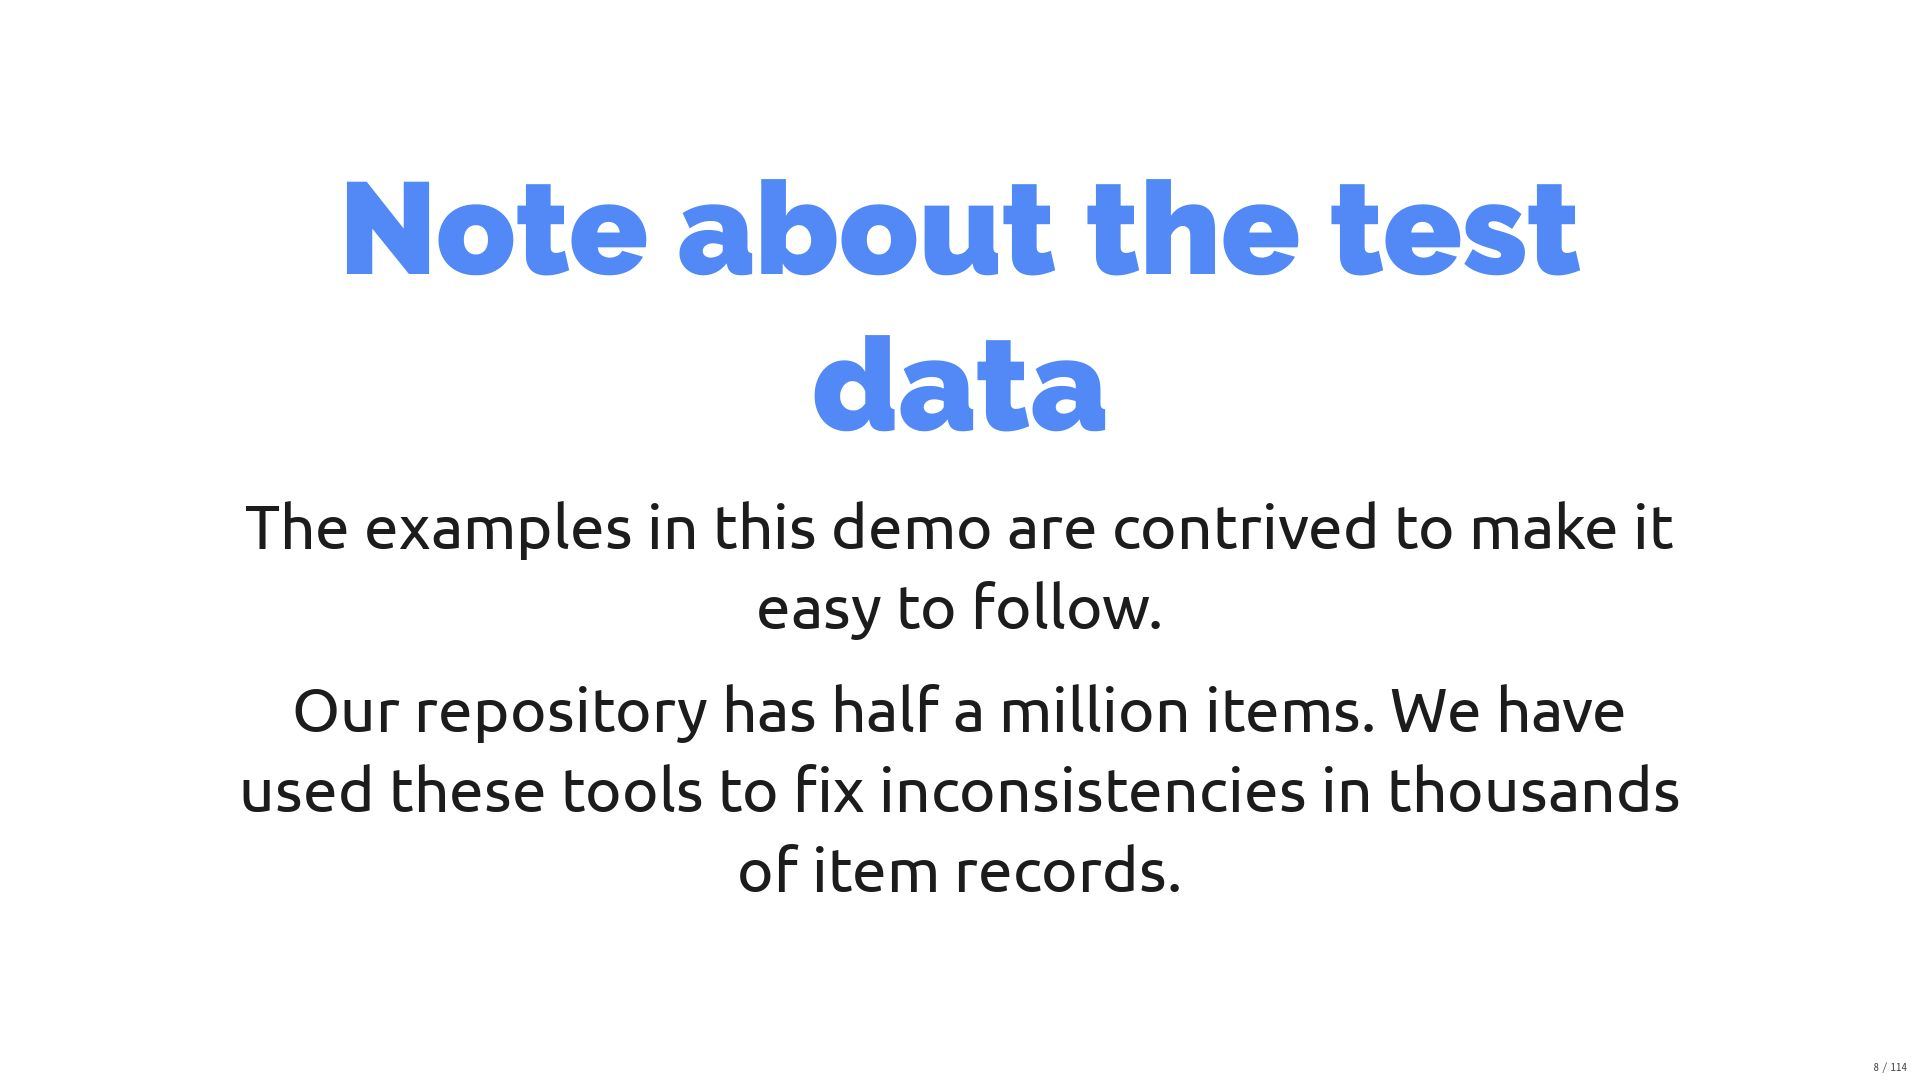 Note about the test
data
The examples in this demo are contrived to make it
easy to follow.
Our repository has half a million items. We have
used these tools to fix inconsistencies in thousands
of item records.
8 / 114